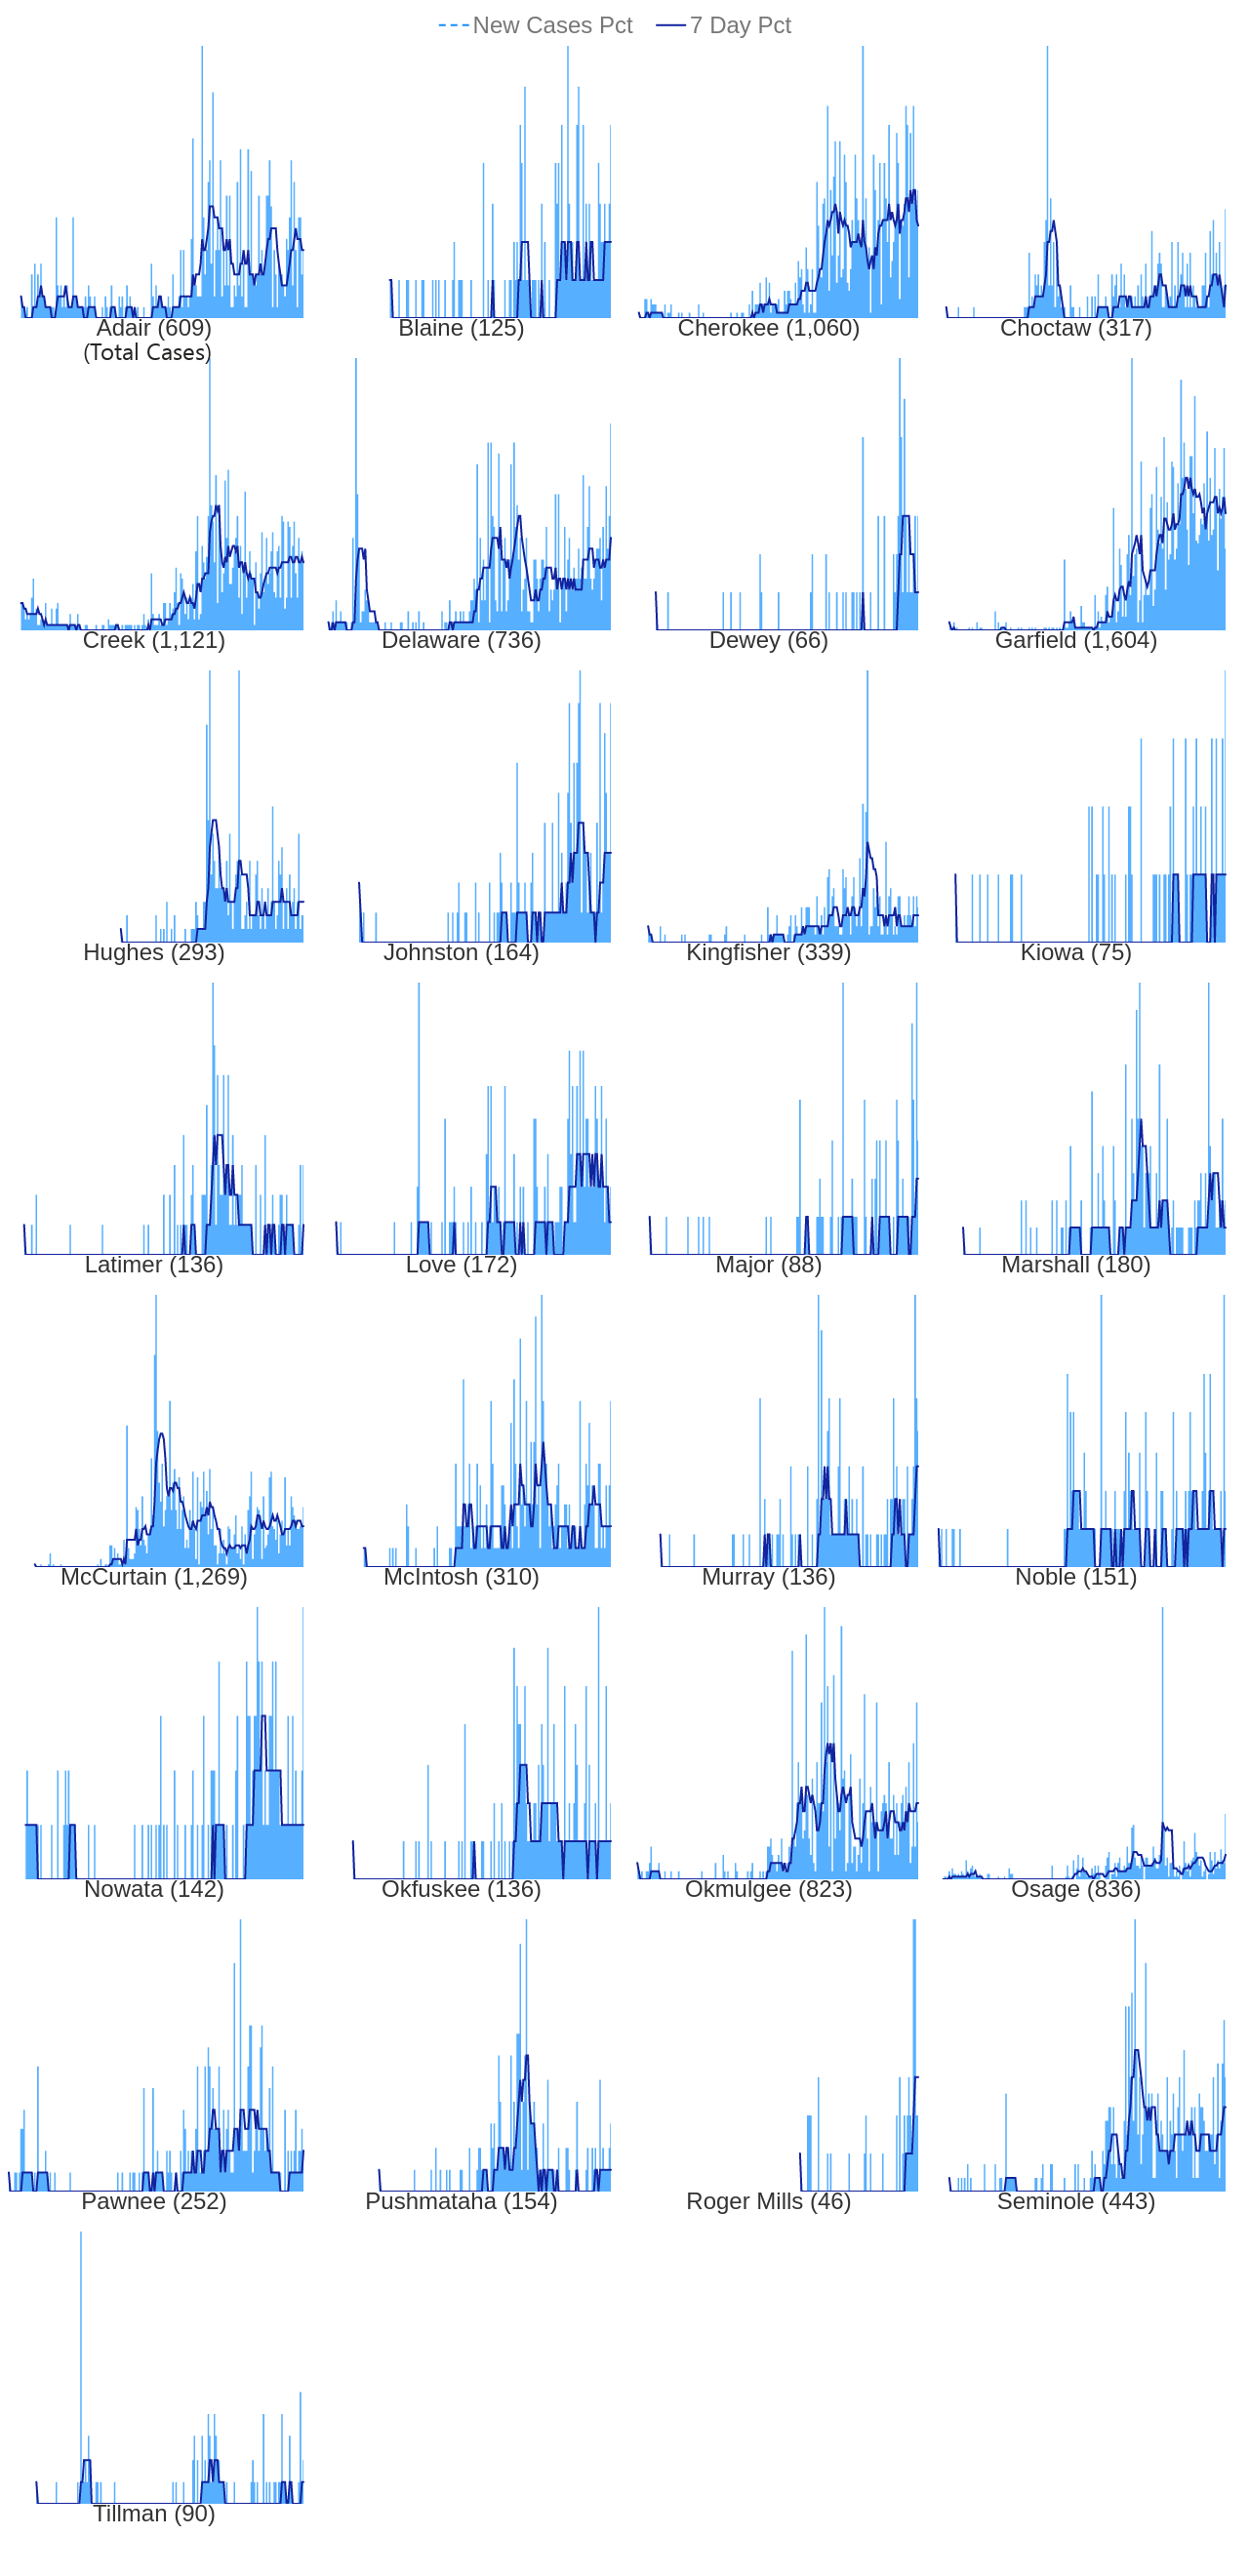 New Cases Pct 7 Day Pct
Adair (609) Blaine (125) Cherokee (1,060) Choctaw (317)
(Total Cases)
Creek (1,121) Delaware (736) Dewey (66) Garfield (1,604)
Hughes (293) Johnston (164) Kingfisher (339) Kiowa (75)
Latimer (136) Love (172) Major (88) Marshall (180)
McCurtain (1,269) McIntosh (310) Murray (136) Noble (151)
Nowata (142) Okfuskee (136) Okmulgee (823) Osage (836)
Pawnee (252) Pushmataha (154) Roger Mills (46) Seminole (443)
Tillman (90)